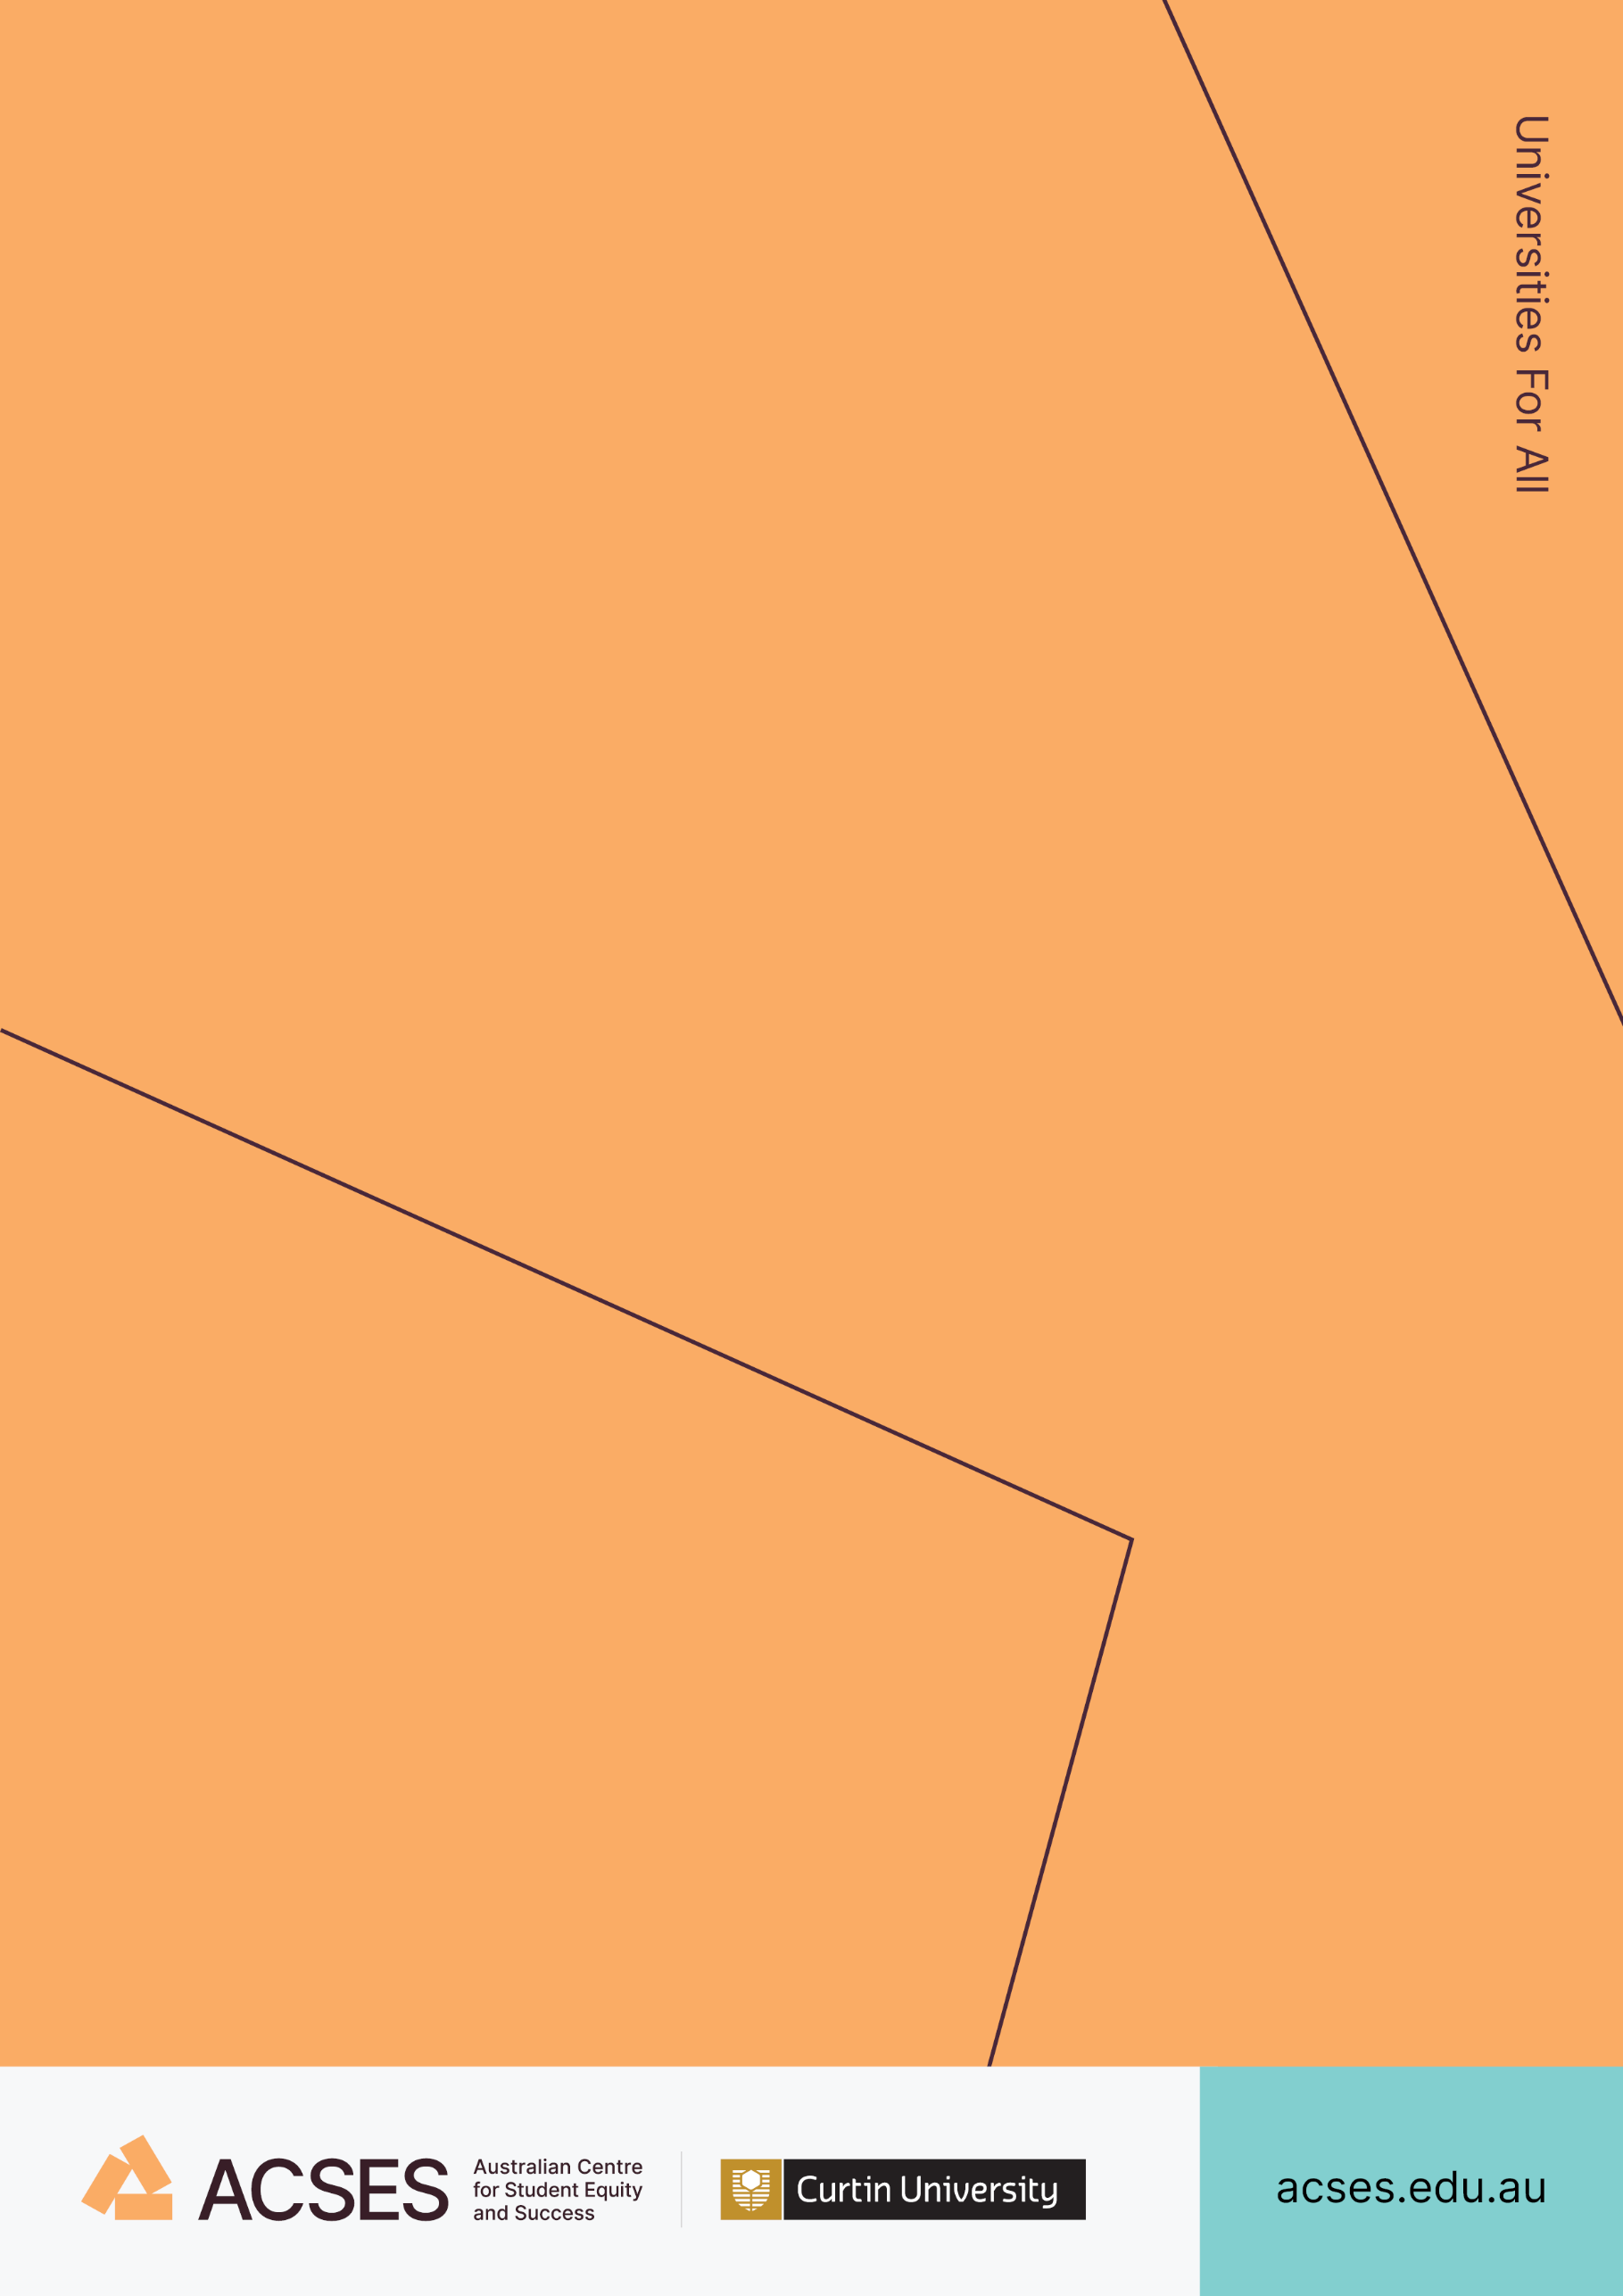 Universities For All
ACSES
Australian Centre
for Student Equity
and Success
Curtin University
acses.edu.au